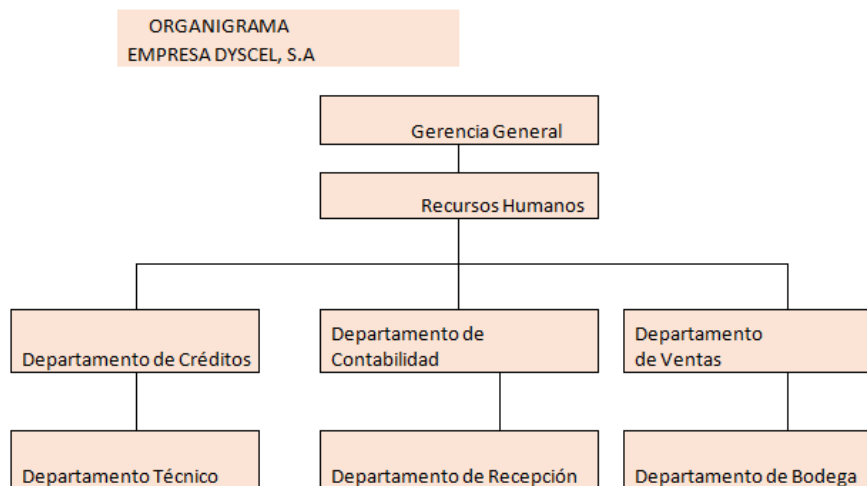 ORGANIGRAMA
EMPRESA DYSCEL, S.A
Gerencia General
Recursos Humanos
Departamento de Créditos
Departamento de
Contabilidad
Departamento
de Ventas
Departamento Técnico
Departamento de Recepción
Departamento de Bodega